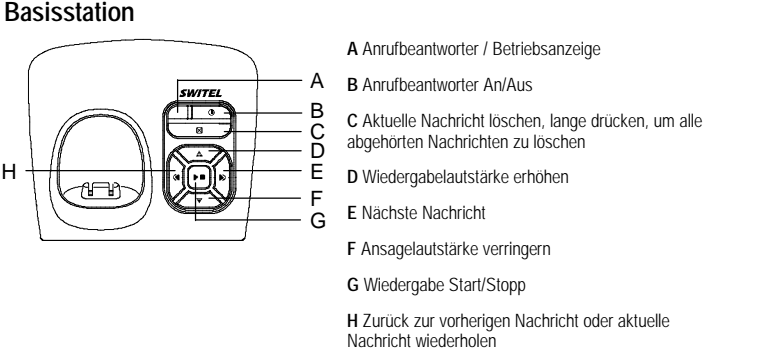 Basisstation
SWITEL
A
B
C
D
E
F
G
H
A Anrufbeantworter / Betriebsanzeige
B Anrufbeantworter An/Aus
C Aktuelle Nachricht löschen, lange drücken, um alle
abgehörten Nachrichten zu löschen
D Wiedergabelautstärke erhöhen
E Nächste Nachricht
F Ansagelautstärke verringern
G Wiedergabe Start/Stopp
H Zurück zur vorherigen Nachricht oder aktuelle
Nachricht wiederholen